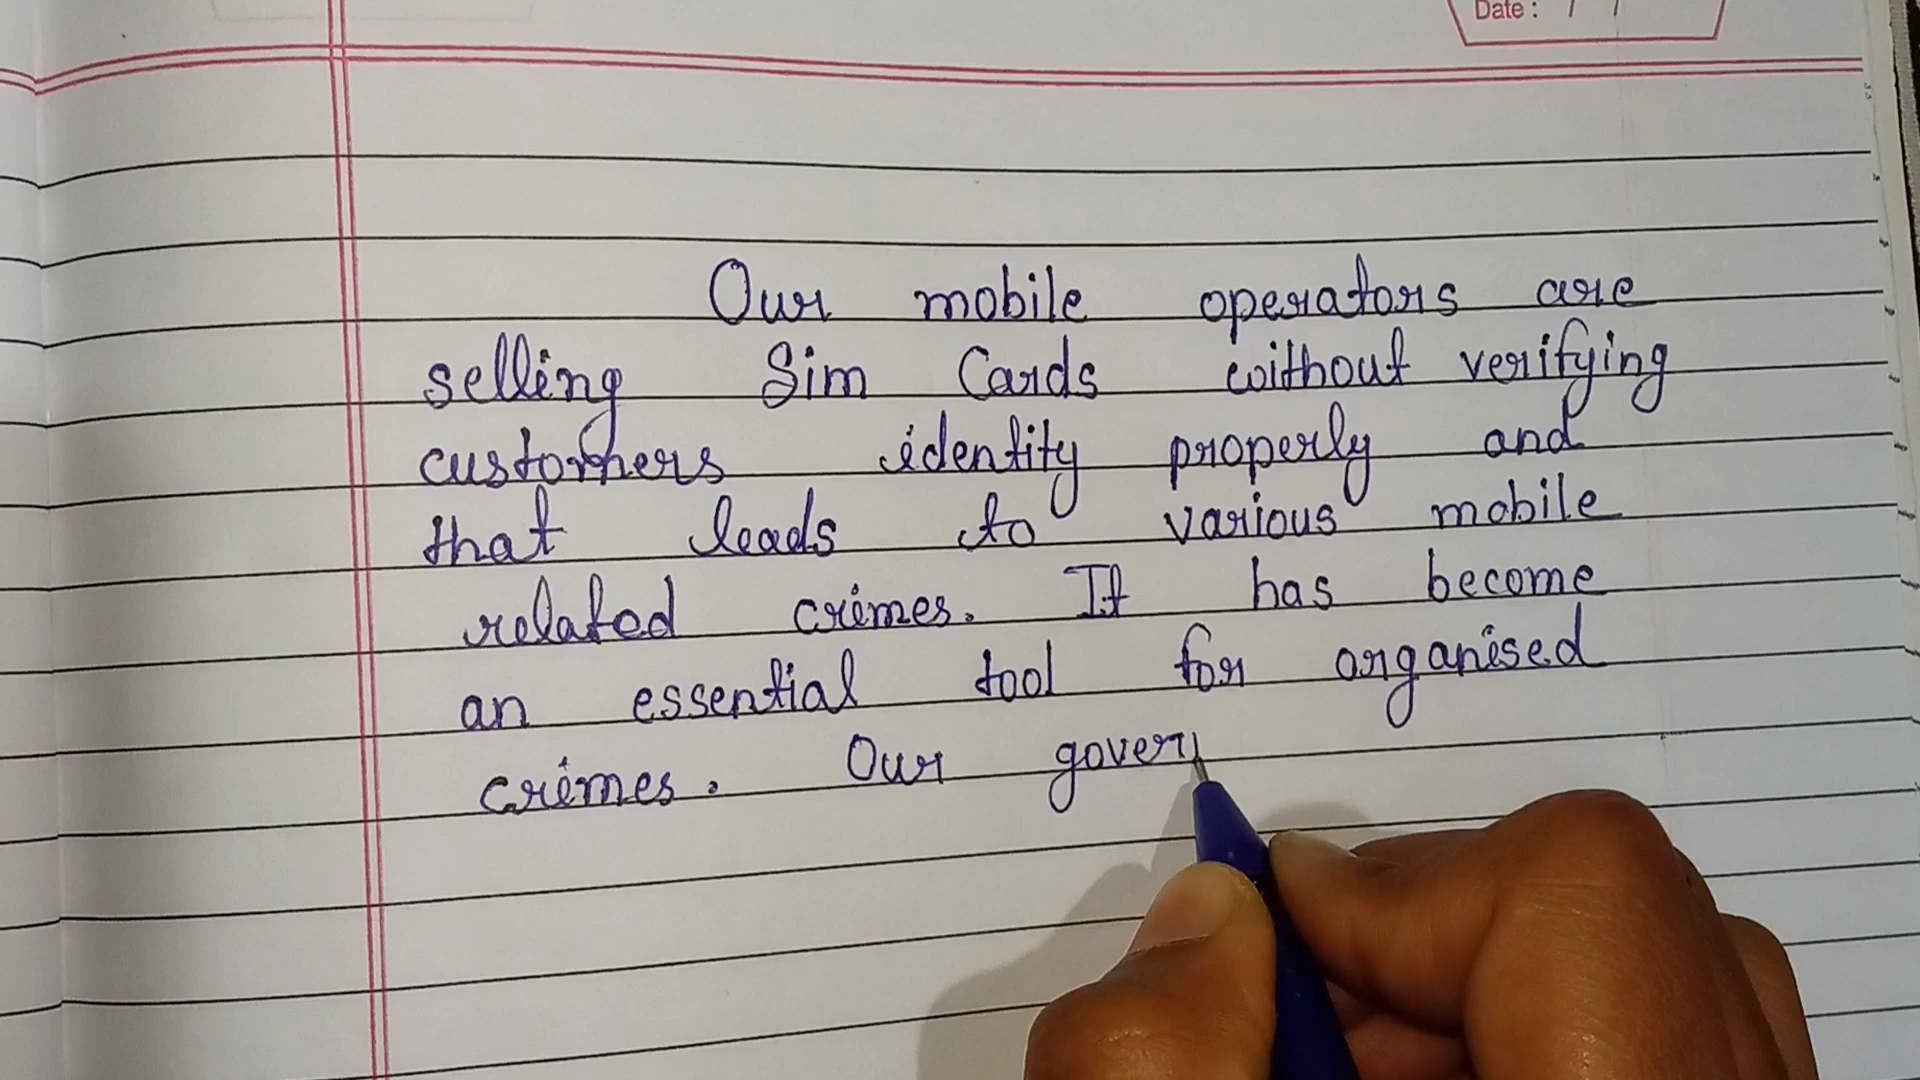 Date : / /
Our mobile operators are
selling Sim Cards without verifying
customers identity properly and
that leads to various mobile
related crimes. It has become
an essential tool for organised
crimes. Our govern